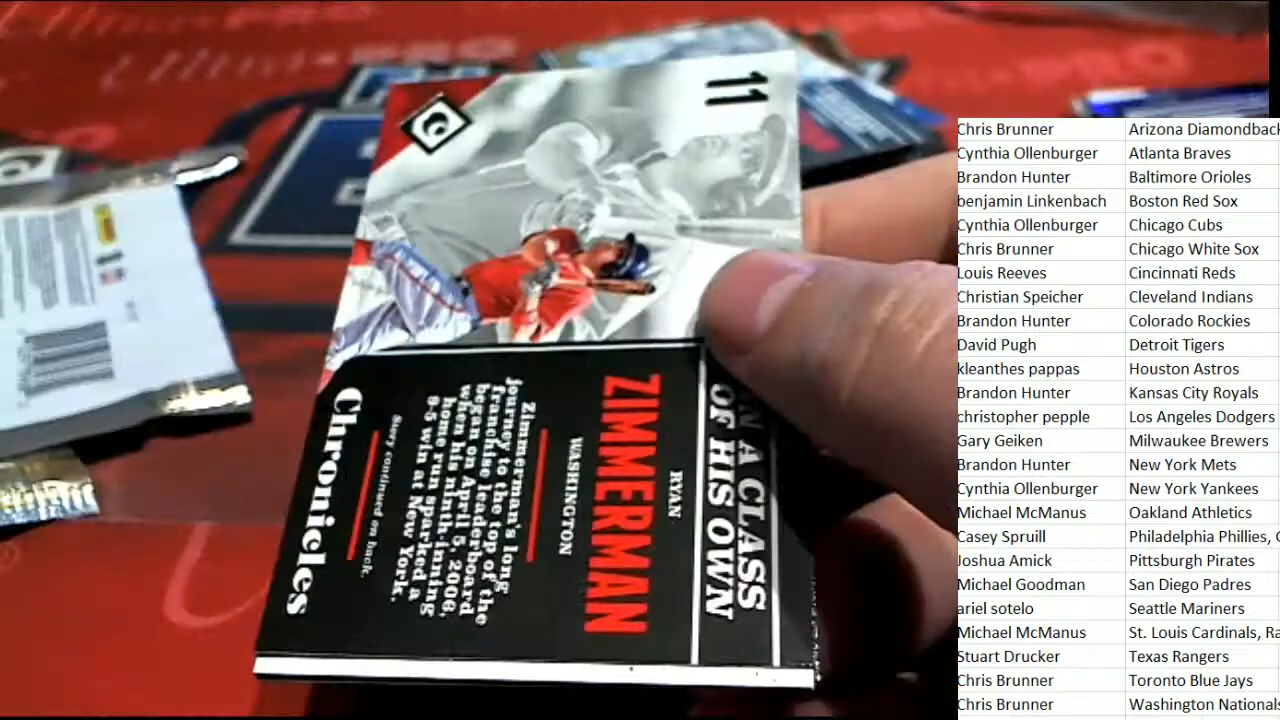 11
IN A CLASS
OF HIS OWN
RYAN
ZIMMERMAN
WASHINGTON
Zimmerman's long
journey to the top of the
franchise leaderboard
began on April 5, 2006,
when his ninth-inning
home run sparked a
8-5 win at New York.
Story continued on back.
Chronicles
Chris Brunner Arizona Diamondbac
Cynthia Ollenburger Atlanta Braves
Brandon Hunter Baltimore Orioles
benjamin Linkenbach Boston Red Sox
Cynthia Ollenburger Chicago Cubs
Chris Brunner Chicago White Sox
Louis Reeves Cincinnati Reds
Christian Speicher Cleveland Indians
Brandon Hunter Colorado Rockies
David Pugh Detroit Tigers
kleanthes pappas Houston Astros
Brandon Hunter Kansas City Royals
christopher pepple Los Angeles Dodgers
Gary Geiken Milwaukee Brewers
Brandon Hunter New York Mets
Cynthia Ollenburger New York Yankees
Michael McManus Oakland Athletics
Casey Spruill Philadelphia Phillies,
Joshua Amick Pittsburgh Pirates
Michael Goodman San Diego Padres
ariel sotelo Seattle Mariners
Michael McManus St. Louis Cardinals, Ra
Stuart Drucker Texas Rangers
Chris Brunner Toronto Blue Jays
Chris Brunner Washington Nationals